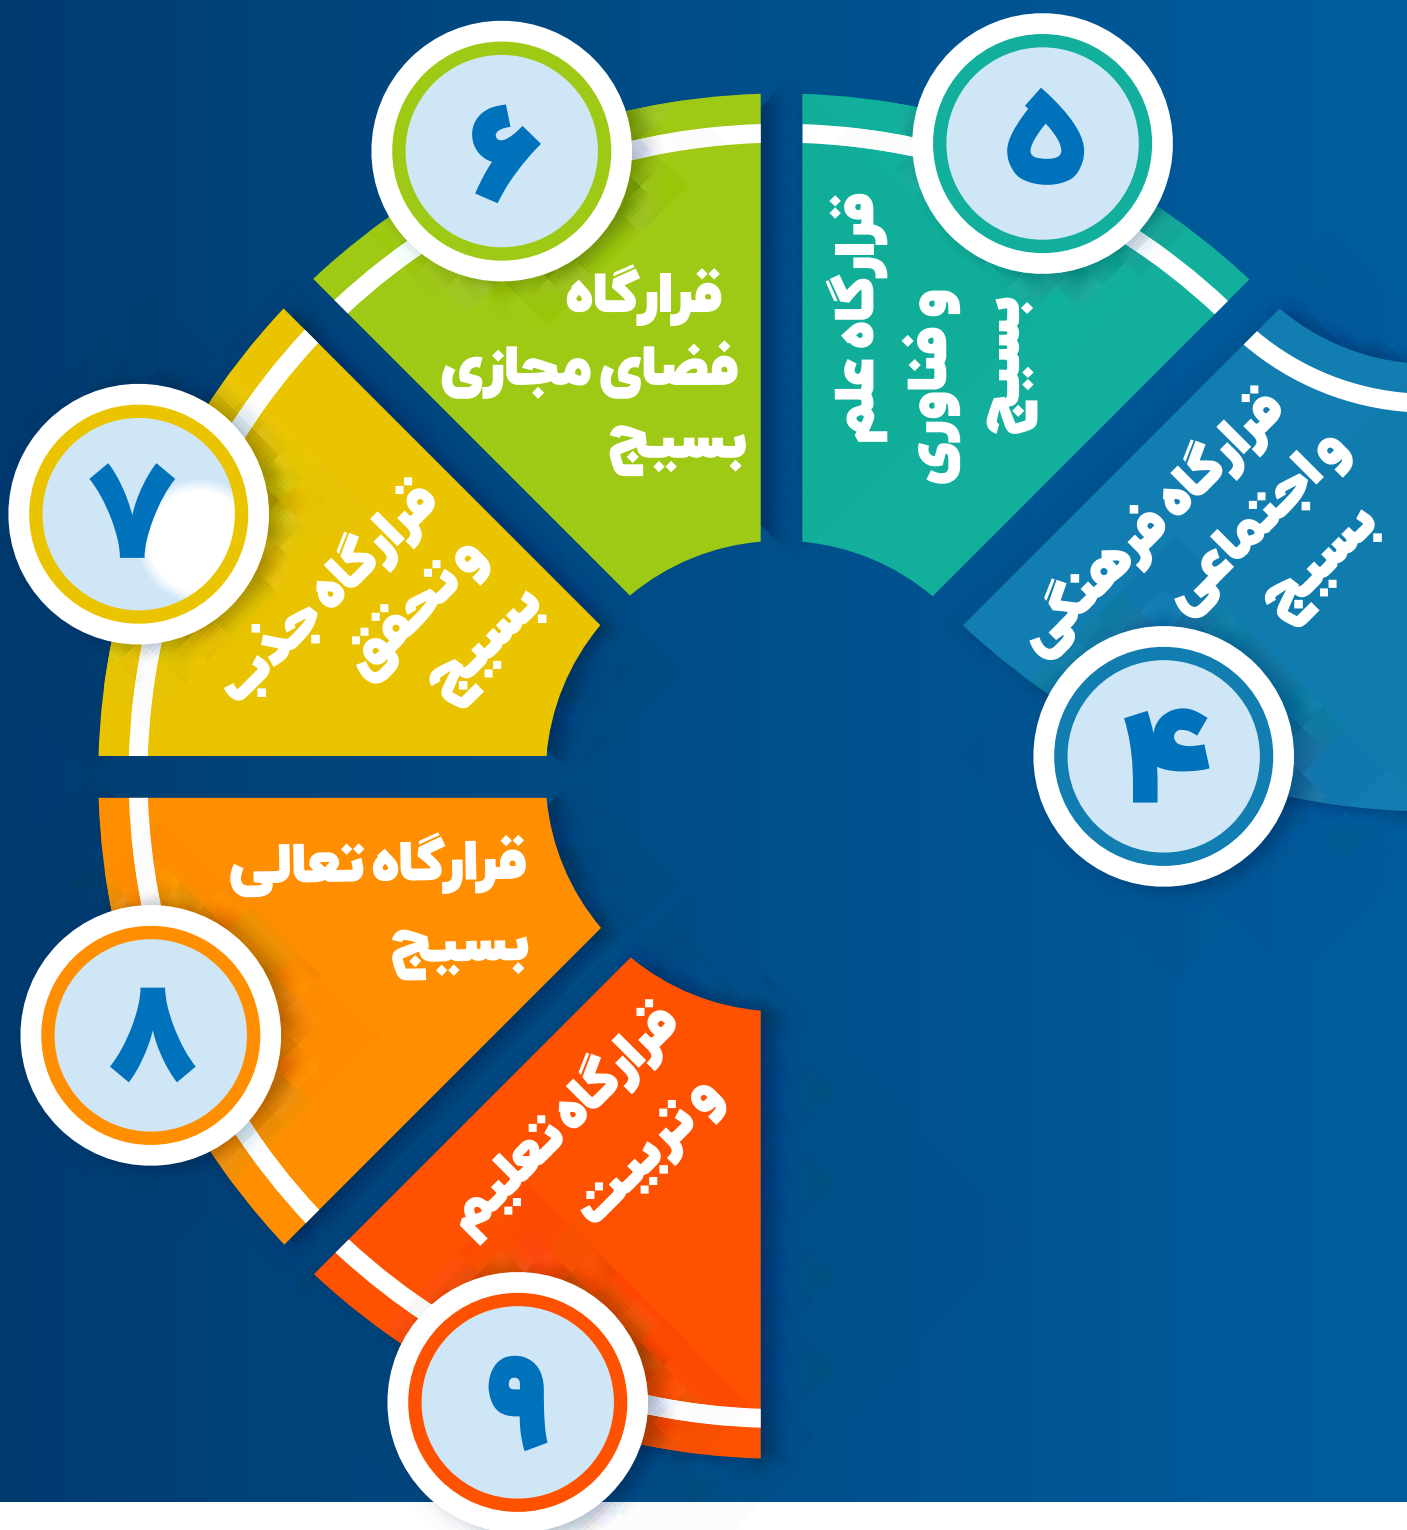 ۴
قرارگاه فرهنگی
و اجتماعی
بسیج
۵
قرارگاه علم
و فناوری
بسیج
۶
قرارگاه
فضای مجازی
بسیج
۷
قرارگاه جذب
و تحقق
بسیج
۸
قرارگاه تعالی
بسیج
۹
قرارگاه تعلیم
و تربیت